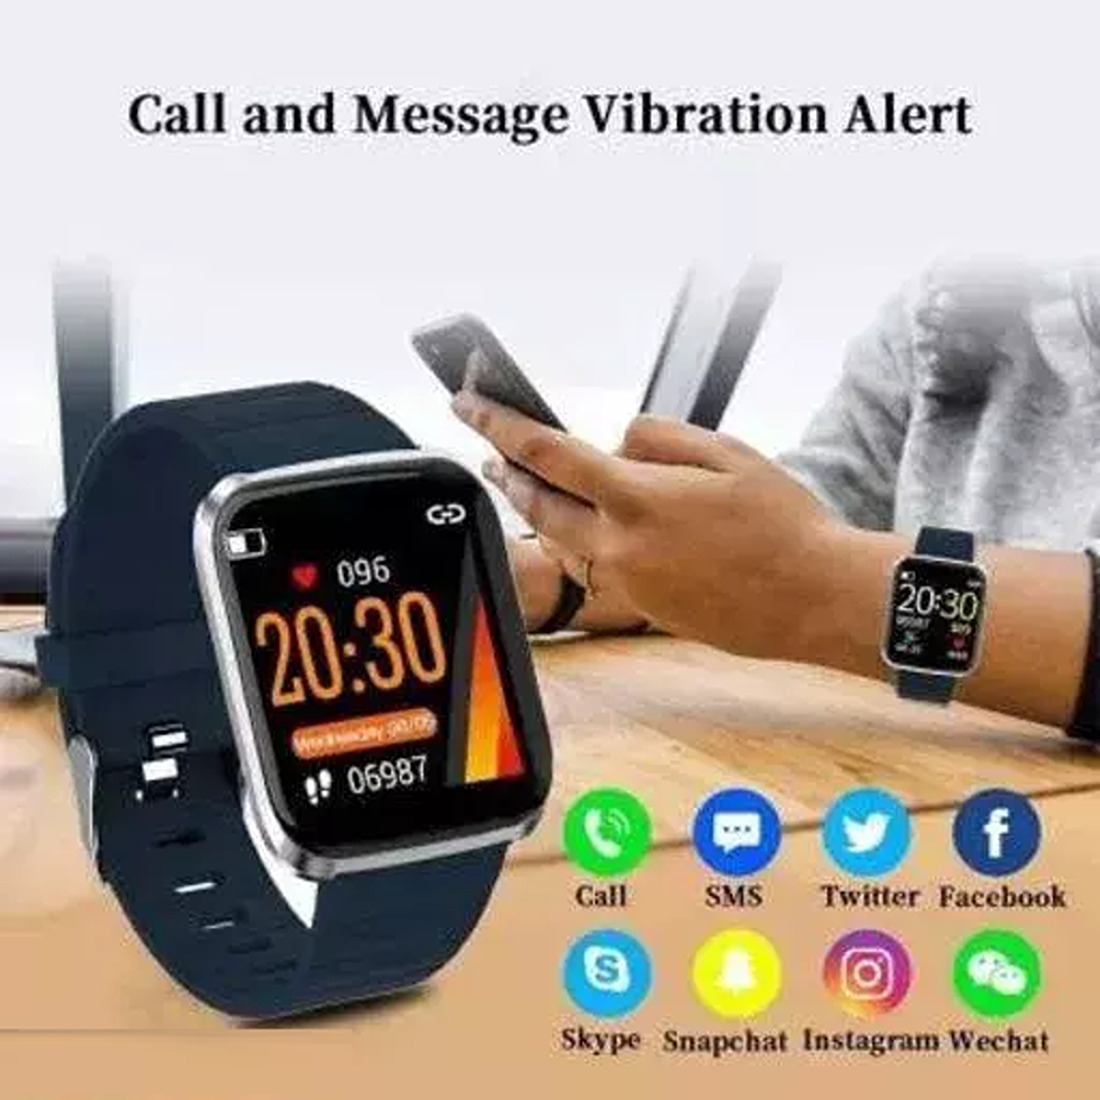 Call and Message Vibration Alert
096
20:30
Wednesday
06987
20:30
Call SMS Twitter Facebook
Skype Snapchat Instagram Wechat